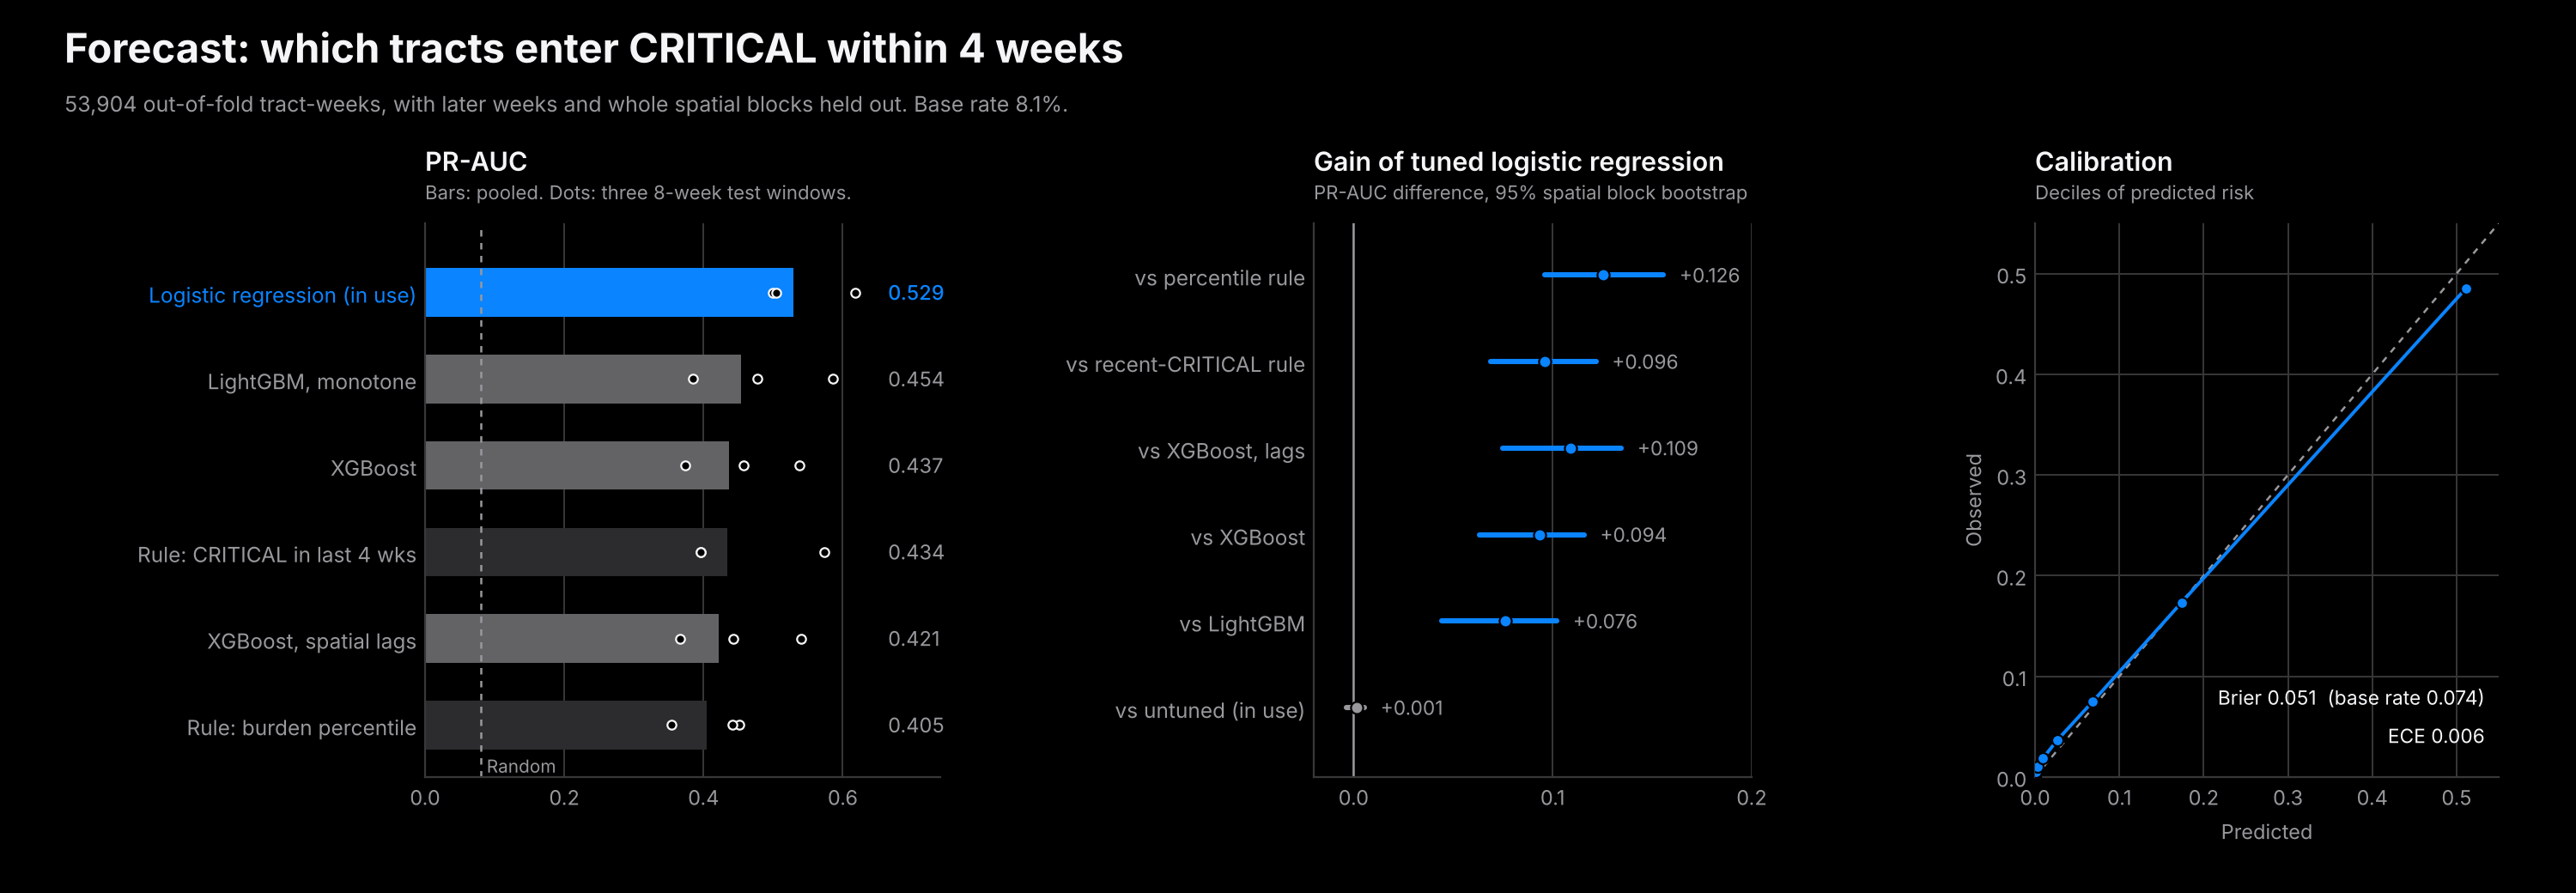 Forecast: which tracts enter CRITICAL within 4 weeks
53,904 out-of-fold tract-weeks, with later weeks and whole spatial blocks held out. Base rate 8.1%.
PR-AUC
Bars: pooled. Dots: three 8-week test windows.
Logistic regression (in use)
0.529
LightGBM, monotone
0.454
XGBoost
0.437
Rule: CRITICAL in last 4 wks
0.434
XGBoost, spatial lags
0.421
Rule: burden percentile
0.405
Random
0.0 0.2 0.4 0.6
Gain of tuned logistic regression
PR-AUC difference, 95% spatial block bootstrap
vs percentile rule
+0.126
vs recent-CRITICAL rule
+0.096
vs XGBoost, lags
+0.109
vs XGBoost
+0.094
vs LightGBM
+0.076
vs untuned (in use)
+0.001
0.0 0.1 0.2
Calibration
Deciles of predicted risk
Observed
0.5
0.4
0.3
0.2
0.1
0.0
Brier 0.051 (base rate 0.074)
ECE 0.006
0.0 0.1 0.2 0.3 0.4 0.5
Predicted